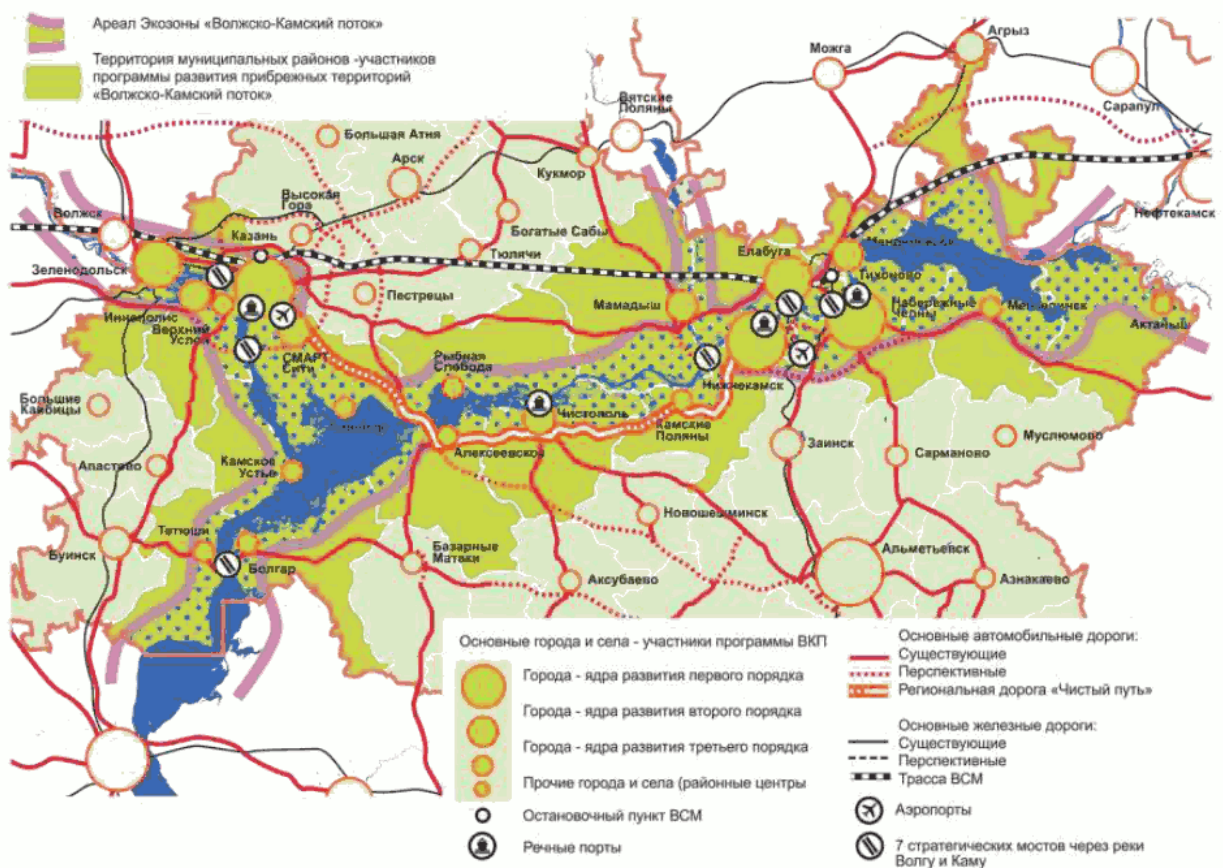 Ареал Экозоны «Волжско-Камский поток»
Территория муниципальных районов -участников
программы развития прибрежных территорий
«Волжско-Камский поток»
Агрыз
Можга
Сарапул
Вятские
Поляны
Большая Атня
Арск
Кукмор
Высокая
Гора
Волжск
Казань
Богатые Сабы
Нефтекамск
Зеленодольск
Тюлячи
Елабуга
Менделеевск
Тихоново
Пестрецы
Мамадыш
Набережные
Челны
Мензелинск
Иннополис
Верхний
Услон
Актаныш
СМАРТ
Сити
Рыбная
Слобода
Нижнекамск
Большие
Кайбицы
Чистополь
Камские
Поляны
Алексеевское
Заинск
Муслюмово
Сарманово
Апастово
Камское
Устье
Новошешминск
Тетюши
Буинск
Болгар
Базарные
Матаки
Аксубаево
Альметьевск
Азнакаево
Основные города и села - участники программы ВКП
Города - ядра развития первого порядка
Города - ядра развития второго порядка
Города - ядра развития третьего порядка
Прочие города и села (районные центры
Остановочный пункт ВСМ
Речные порты
Основные автомобильные дороги:
Существующие
Перспективные
Региональная дорога «Чистый путь»
Основные железные дороги:
Существующие
Перспективные
Трасса ВСМ
Аэропорты
7 стратегических мостов через реки
Волгу и Каму